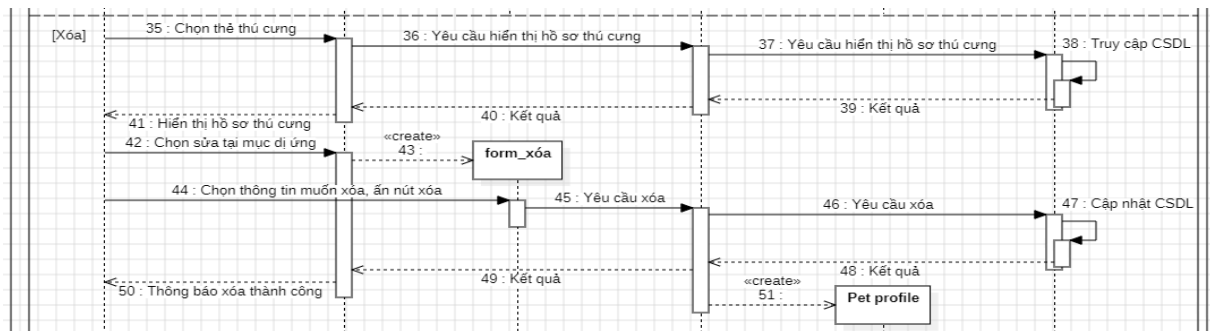 [Xóa]
35 : Chọn thẻ thú cưng
36 : Yêu cầu hiển thị hồ sơ thú cưng
37 : Yêu cầu hiển thị hồ sơ thú cưng
38 : Truy cập CSDL
39 : Kết quả
40 : Kết quả
41 : Hiển thị hồ sơ thú cưng
42 : Chọn sửa tại mục dị ứng
«create»
43 :
form_xóa
44 : Chọn thông tin muốn xóa, ấn nút xóa
45 : Yêu cầu xóa
46 : Yêu cầu xóa
47 : Cập nhật CSDL
48 : Kết quả
49 : Kết quả
50 : Thông báo xóa thành công
«create»
51 :
Pet profile